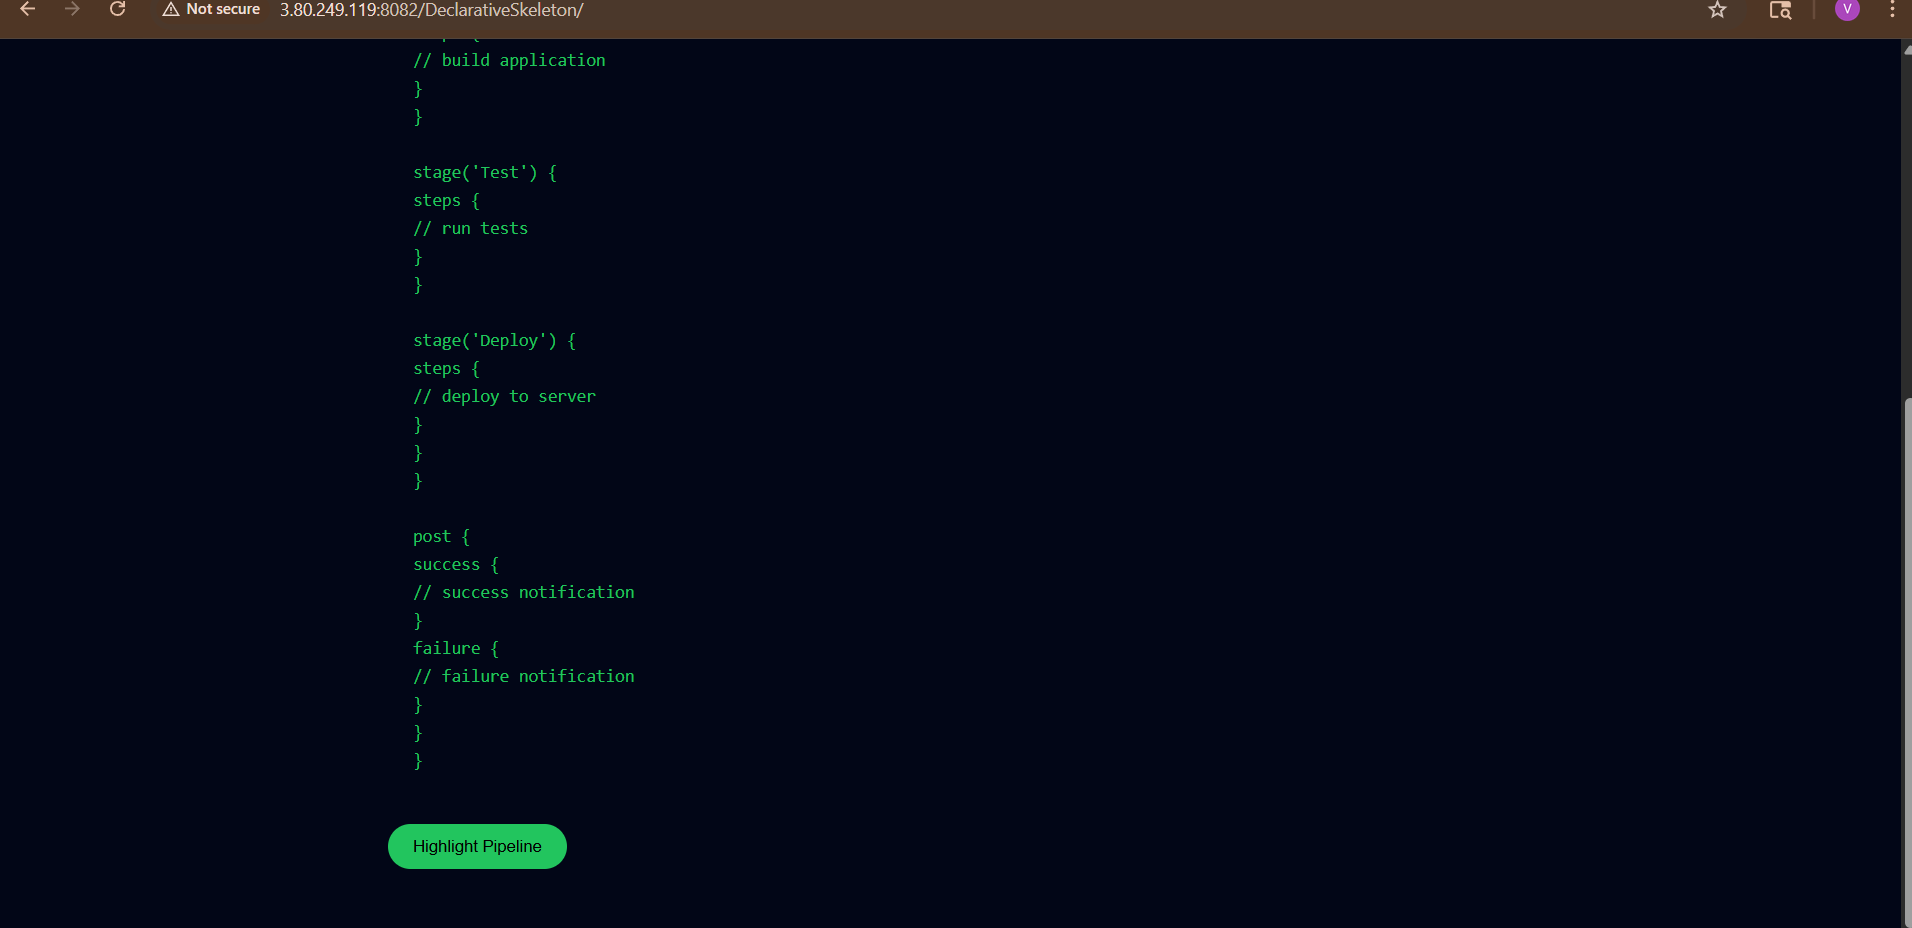 Not secure 3.80.249.119:8082/DeclarativeSkeleton/ V
// build application
}
}
stage('Test') {
steps {
// run tests
}
}
stage('Deploy') {
steps {
// deploy to server
}
}
}
post {
success {
// success notification
}
failure {
// failure notification
}
}
}
Highlight Pipeline